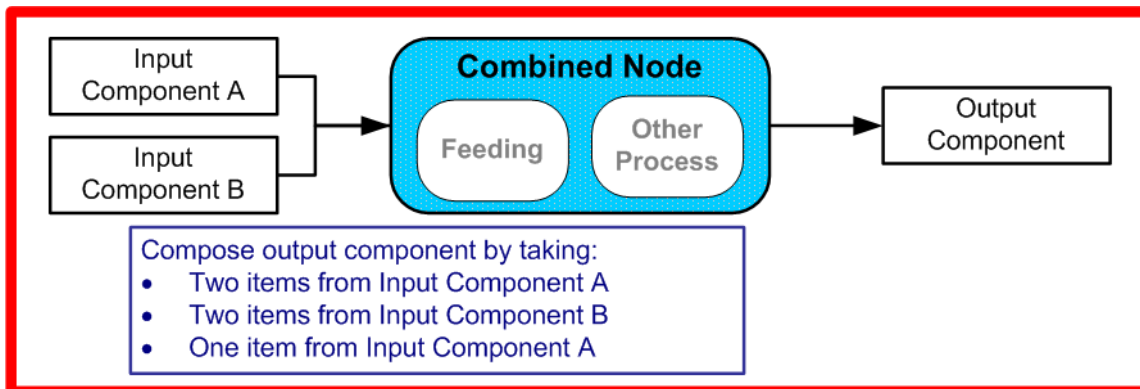 Input
Component A
Input
Component B
Combined Node
Feeding
Other
Process
Output
Component
Compose output component by taking:
• Two items from Input Component A
• Two items from Input Component B
• One item from Input Component A